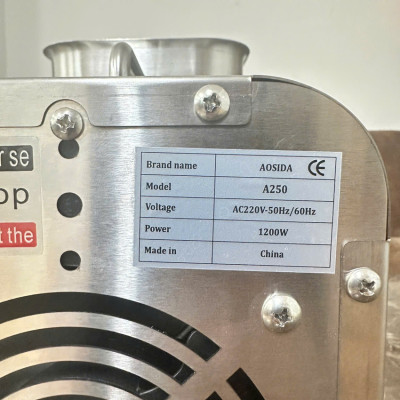 r se
op
t the
Brand name AOSIDA CE
Model A250
Voltage AC220V-50Hz/60Hz
Power 1200W
Made in China